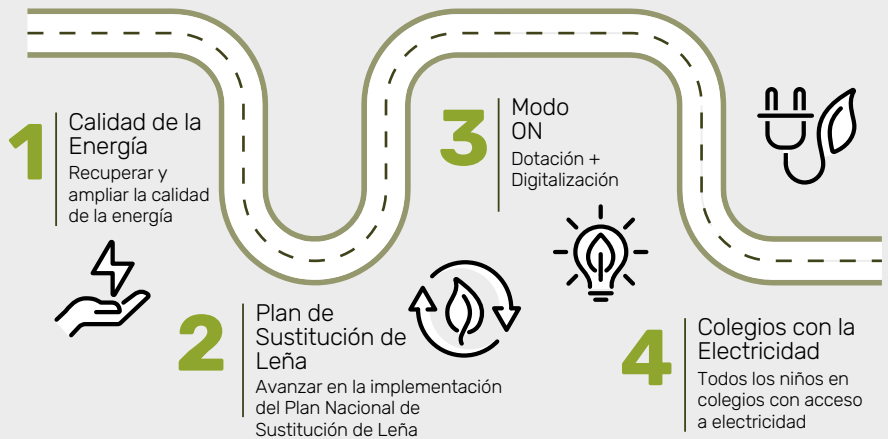 1
Calidad de la
Energía
Recuperar y
ampliar la calidad
de la energía
2
Plan de
Sustitución de
Leña
Avanzar en la implementación
del Plan Nacional de
Sustitución de Leña
3
Modo
ON
Dotación +
Digitalización
4
Colegios con la
Electricidad
Todos los niños en
colegios con acceso
a electricidad